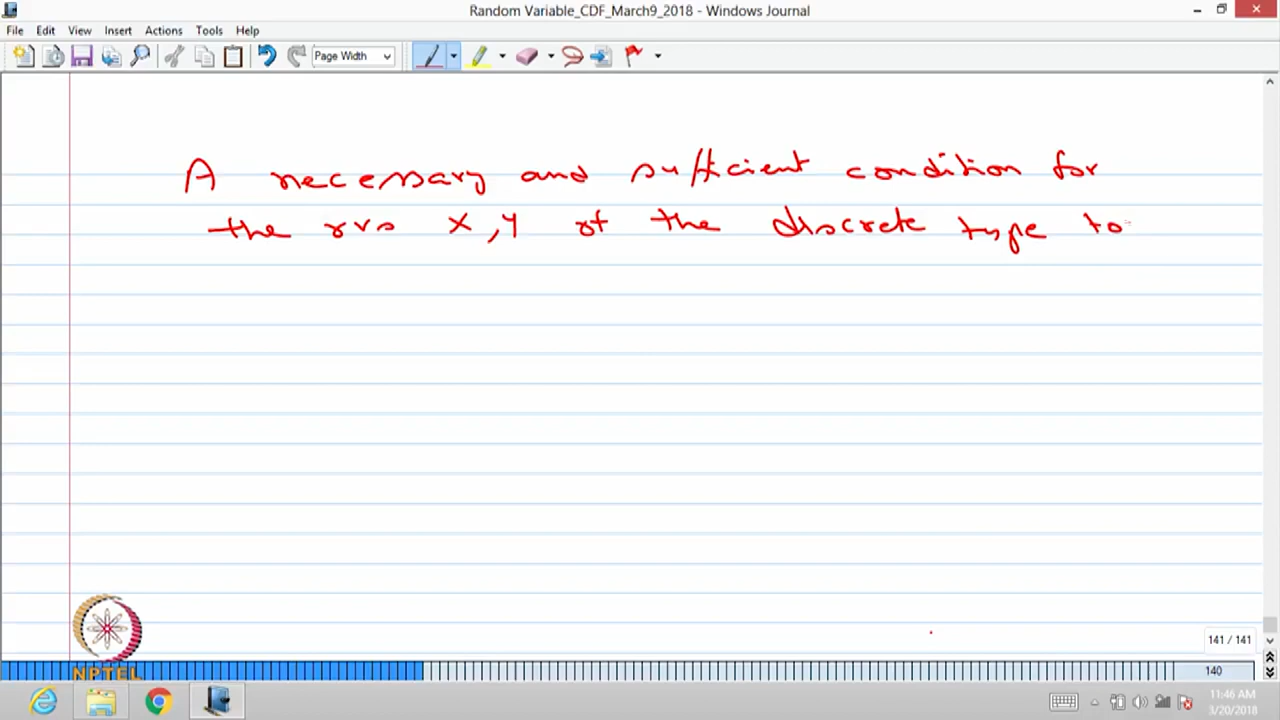 Random Variable_CDF_March9_2018 - Windows Journal
File Edit View Insert Actions Tools Help
Page Width
A necessary and sufficient condition for
the rvs X, Y of the discrete type to
141 / 141
NPTEL
140
11:46 AM
3/20/2018